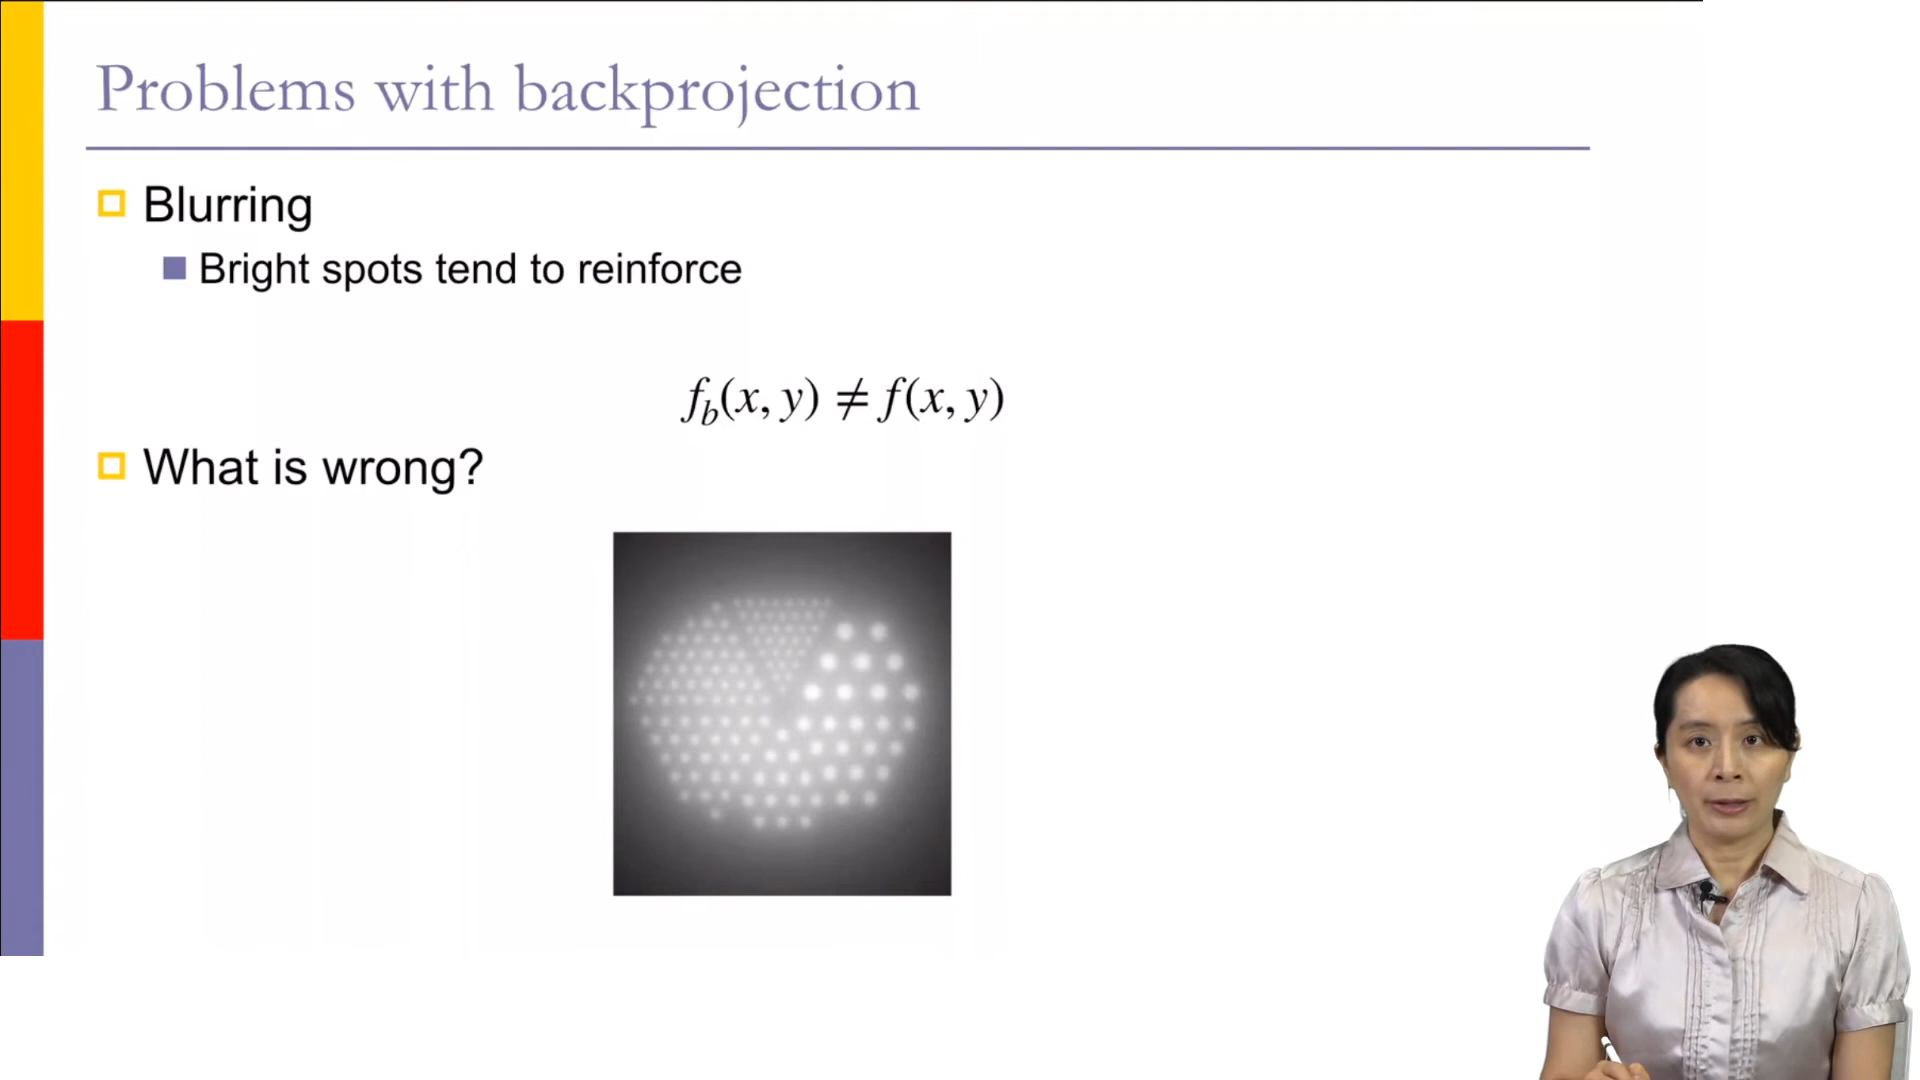 Problems with backprojection
Blurring
Bright spots tend to reinforce
f_b(x, y) ≠ f(x, y)
What is wrong?